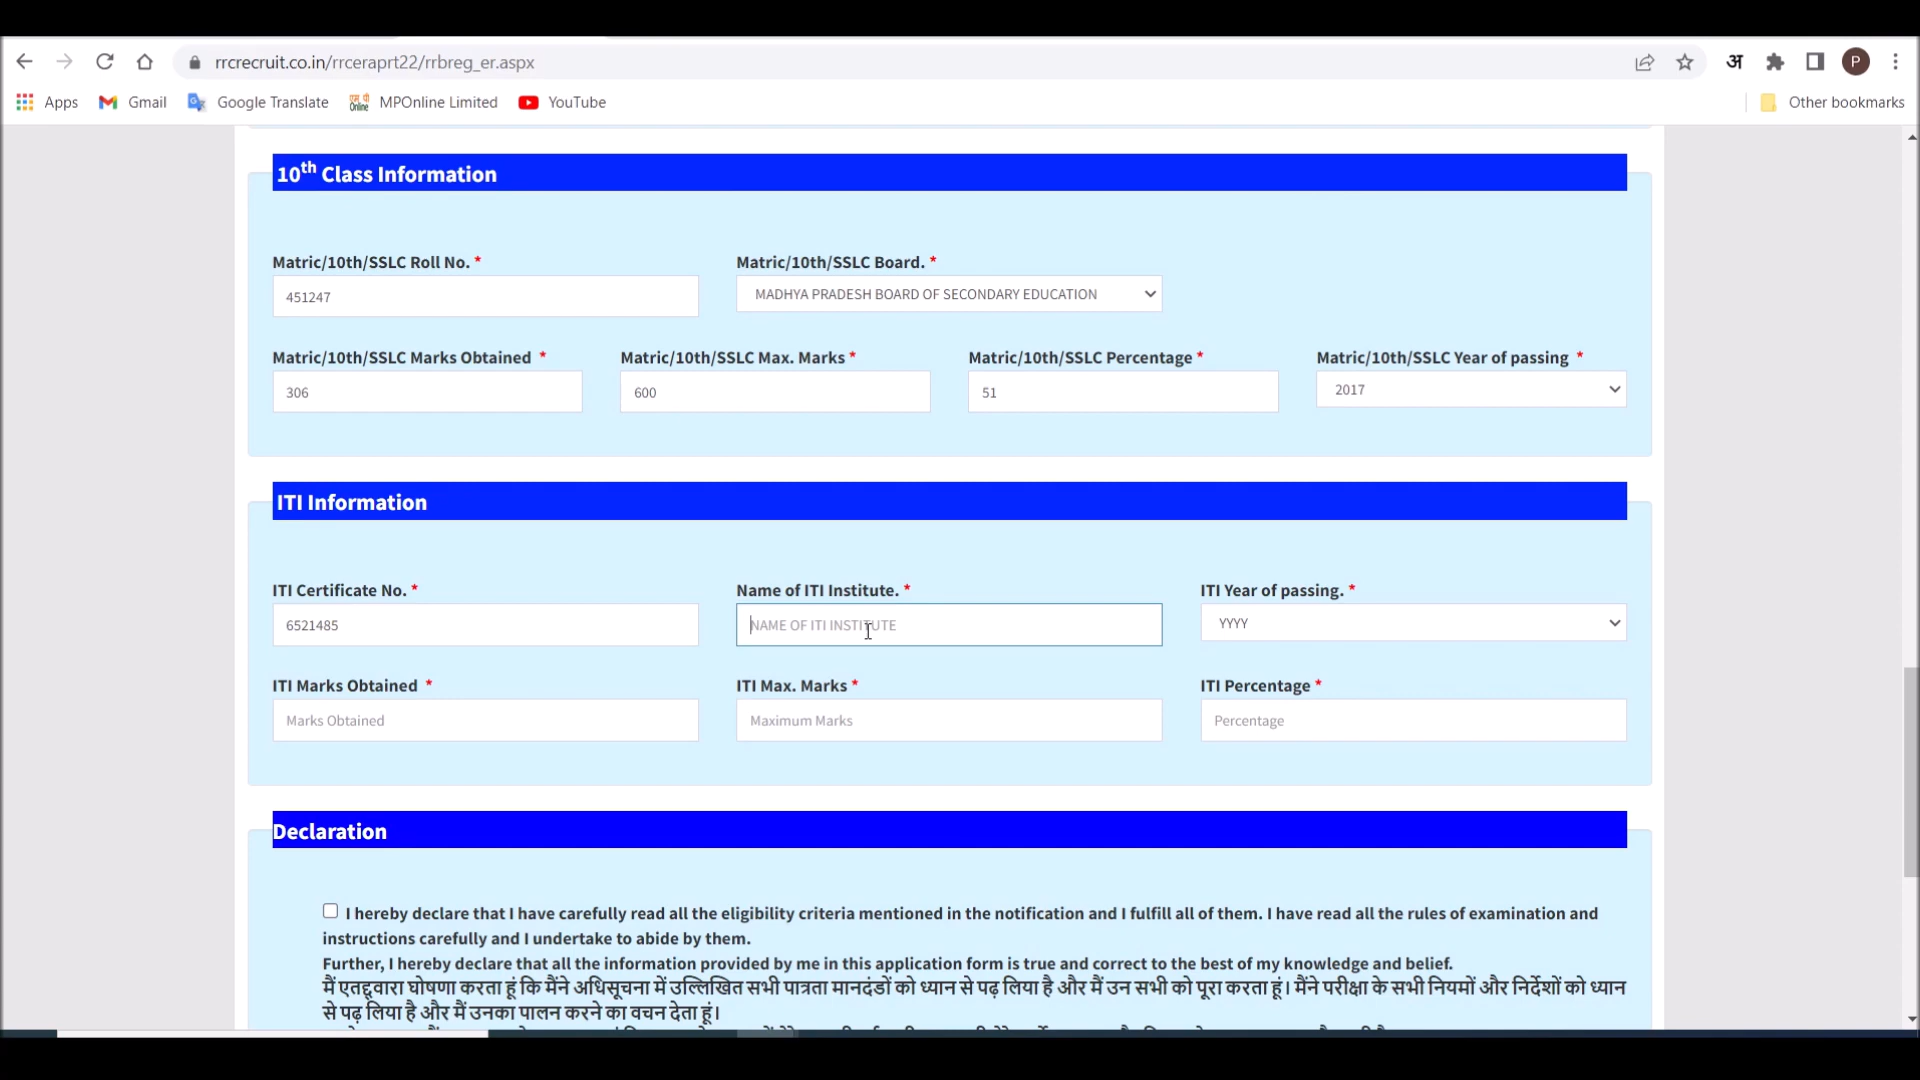 rrcrecruit.co.in/rrceraprt22/rrbreg_er.aspx
अ
P
Apps Gmail Google Translate MPOnline Limited YouTube Other bookmarks
10th Class Information
Matric/10th/SSLC Roll No. * Matric/10th/SSLC Board. *
451247 MADHYA PRADESH BOARD OF SECONDARY EDUCATION
Matric/10th/SSLC Marks Obtained * Matric/10th/SSLC Max. Marks * Matric/10th/SSLC Percentage * Matric/10th/SSLC Year of passing *
306 600 51 2017
ITI Information
ITI Certificate No. * Name of ITI Institute. * ITI Year of passing. *
6521485 NAME OF ITI INSTITUTE YYYY
ITI Marks Obtained * ITI Max. Marks * ITI Percentage *
Marks Obtained Maximum Marks Percentage
Declaration
I hereby declare that I have carefully read all the eligibility criteria mentioned in the notification and I fulfill all of them. I have read all the rules of examination and
instructions carefully and I undertake to abide by them.
Further, I hereby declare that all the information provided by me in this application form is true and correct to the best of my knowledge and belief.
मैं एतद्द्वारा घोषणा करता हूं कि मैंने अधिसूचना में उल्लिखित सभी पात्रता मानदंडों को ध्यान से पढ़ लिया है और मैं उन सभी को पूरा करता हूं। मैंने परीक्षा के सभी नियमों और निर्देशों को ध्यान
से पढ़ लिया है और मैं उनका पालन करने का वचन देता हूं।